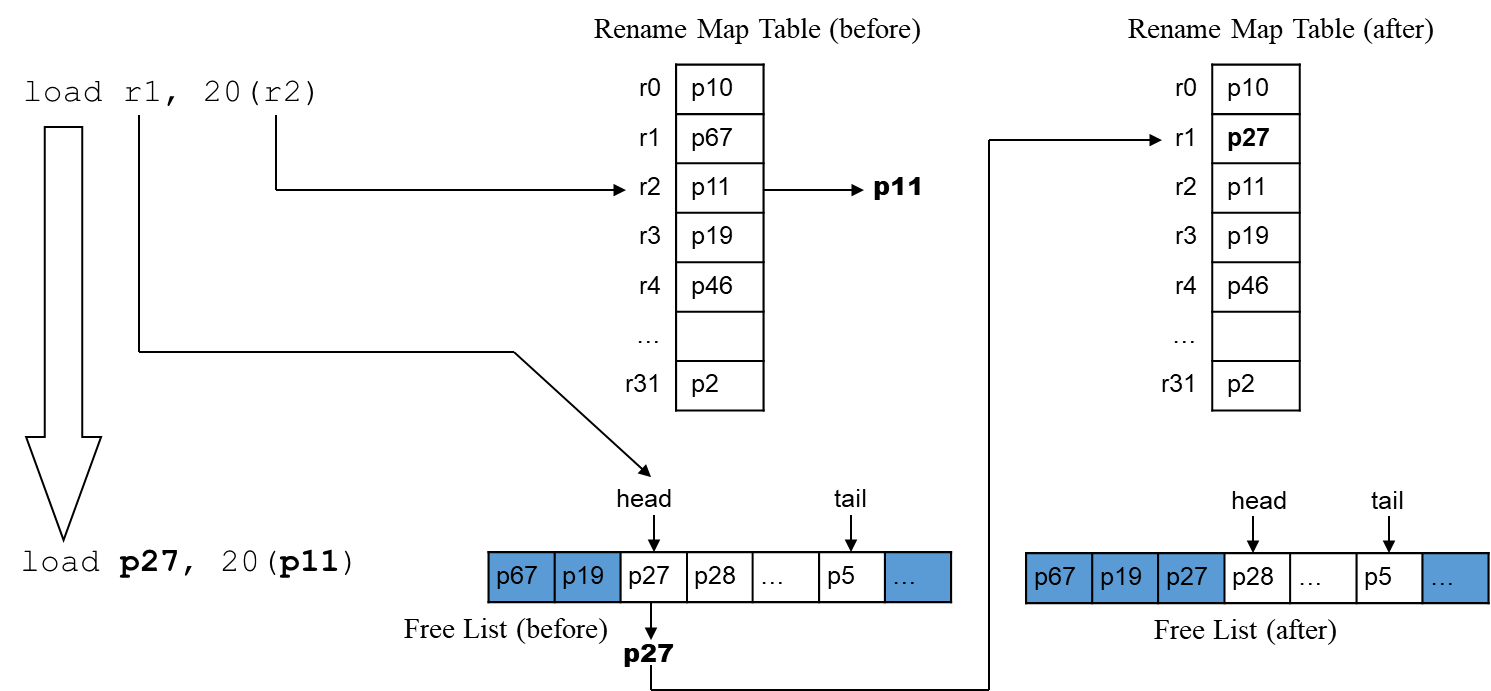 Rename Map Table (before)
Rename Map Table (after)
load r1, 20(r2)
r0 p10
r1 p67
r2 p11
p11
r3 p19
r4 p46
...
r31 p2
r0 p10
r1 p27
r2 p11
r3 p19
r4 p46
...
r31 p2
load p27, 20(p11)
head tail
p67 p19 p27 p28 ... p5 ...
Free List (before)
p27
head tail
p67 p19 p27 p28 ... p5 ...
Free List (after)